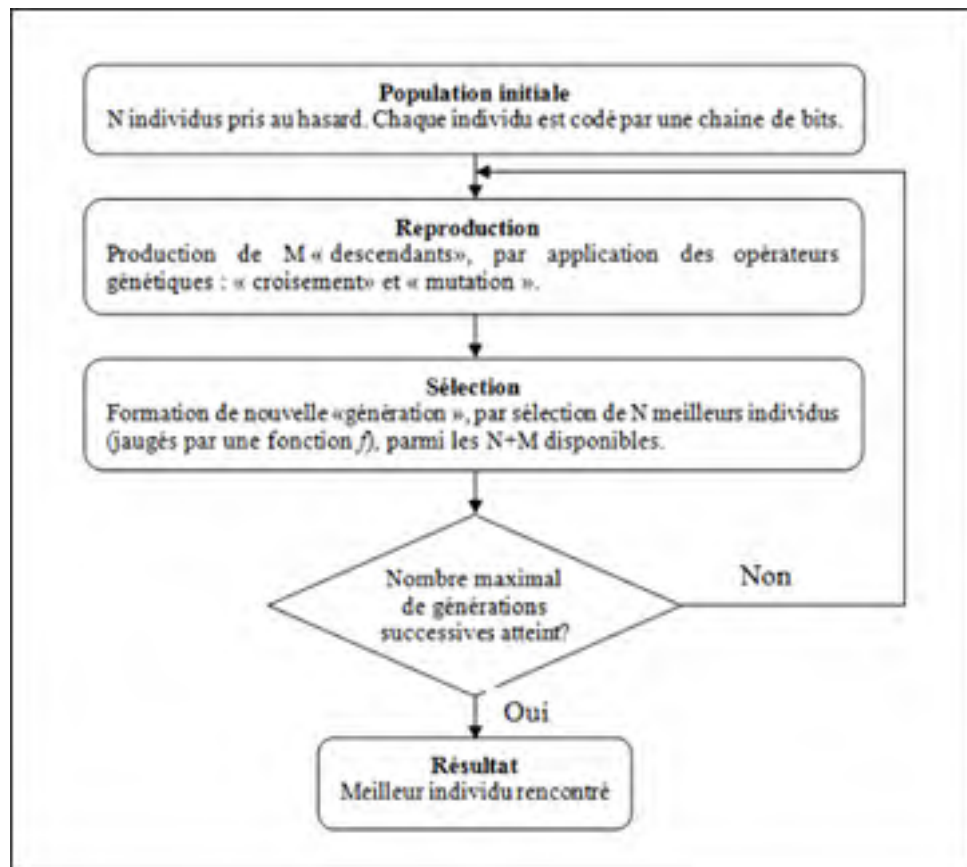 Population initiale
N individus pris au hasard. Chaque individu est codé par une chaine de bits.
Reproduction
Production de M « descendants», par application des opérateurs
génétiques : « croisement» et « mutation ».
Sélection
Formation de nouvelle «génération », par sélection de N meilleurs individus
(jaugés par une fonction f), parmi les N+M disponibles.
Nombre maximal
de générations
successives atteint?
Non
Oui
Résultat
Meilleur individu rencontré